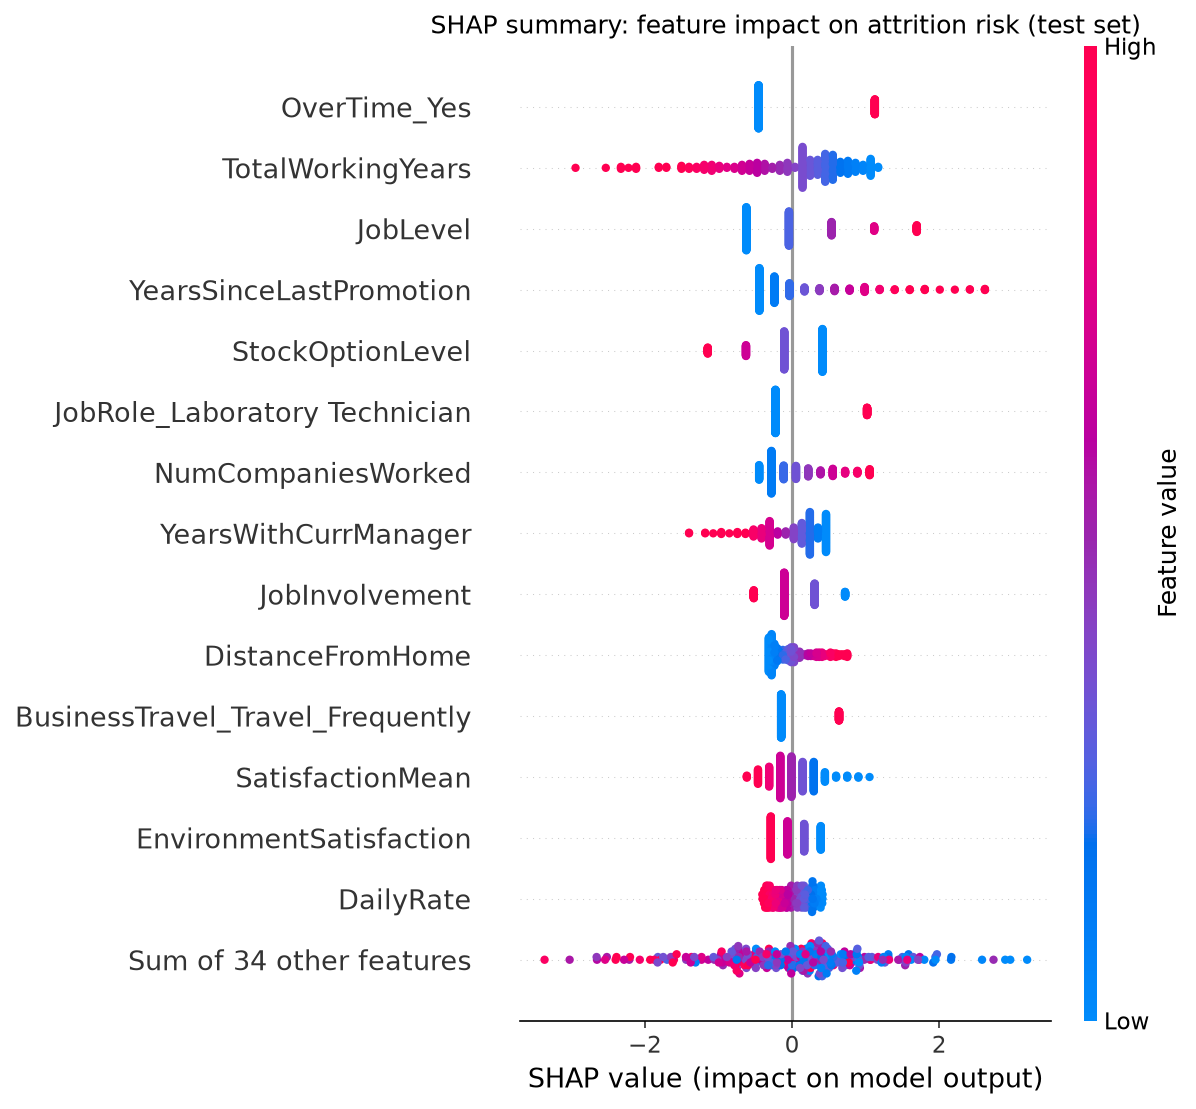 SHAP summary: feature impact on attrition risk (test set)
High
OverTime_Yes
TotalWorkingYears
JobLevel
YearsSinceLastPromotion
StockOptionLevel
JobRole_Laboratory Technician
NumCompaniesWorked
YearsWithCurrManager
JobInvolvement
DistanceFromHome
BusinessTravel_Travel_Frequently
SatisfactionMean
EnvironmentSatisfaction
DailyRate
Sum of 34 other features
Feature value
Low
−2
0
2
SHAP value (impact on model output)